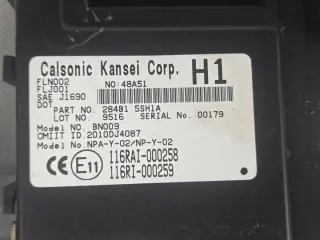 Calsonic Kansei Corp. H1
FLN002 NO.48A51
FLJ001
SAE J1690
DOT
PART NO. 284B1 5SH1A
LOT NO. 9516 SERIAL NO. 00179
Model No. BN009
CMIIT ID.2010DJ4087
Model No.NPA-Y-02/NP-Y-02
CE E11 116RAI-000258
116RI-000259